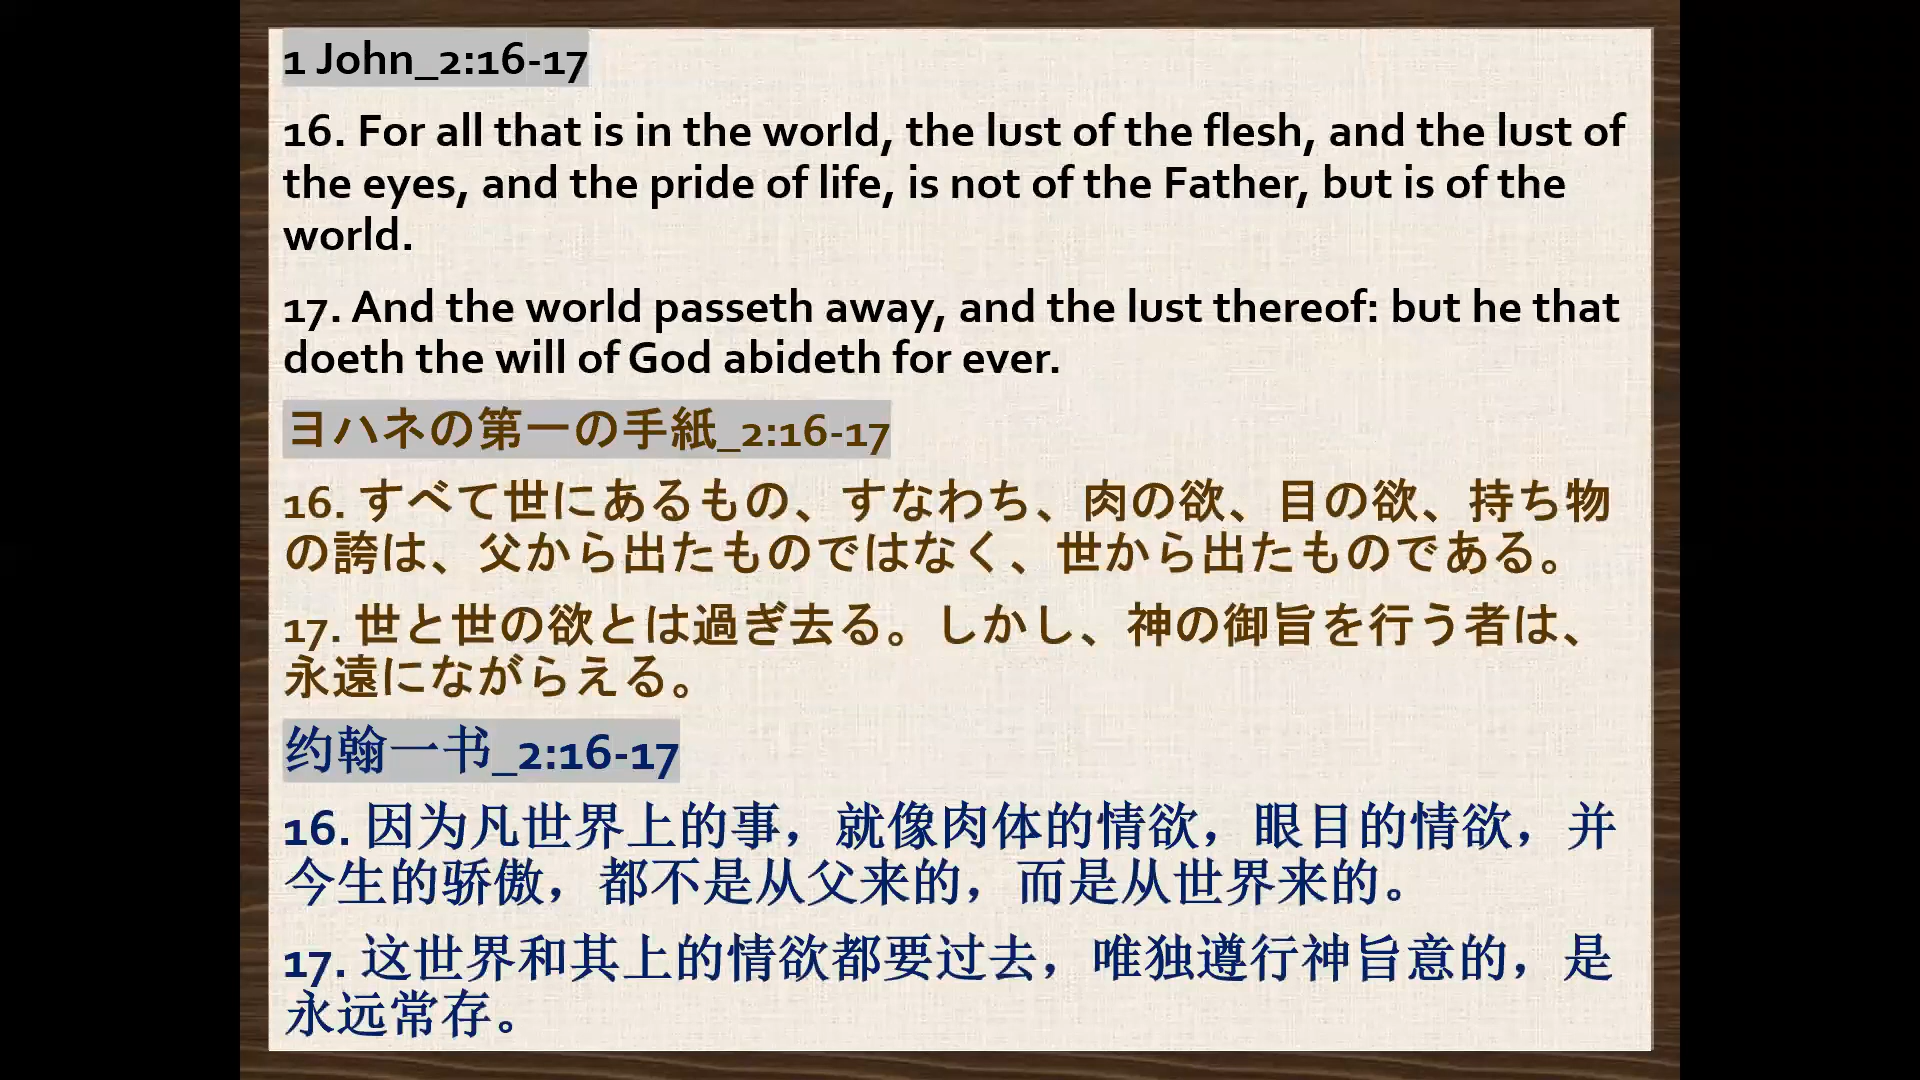 1 John_2:16-17
16. For all that is in the world, the lust of the flesh, and the lust of
the eyes, and the pride of life, is not of the Father, but is of the
world.
17. And the world passeth away, and the lust thereof: but he that
doeth the will of God abideth for ever.
ヨハネの第一の手紙_2:16-17
16. すべて世にあるもの、すなわち、肉の欲、目の欲、持ち物
の誇は、父から出たものではなく、世から出たものである。
17. 世と世の欲とは過ぎ去る。しかし、神の御旨を行う者は、
永遠にながらえる。
约翰一书_2:16-17
16. 因为凡世界上的事，就像肉体的情欲，眼目的情欲，并
今生的骄傲，都不是从父来的，而是从世界来的。
17. 这世界和其上的情欲都要过去，唯独遵行神旨意的，是
永远常存。